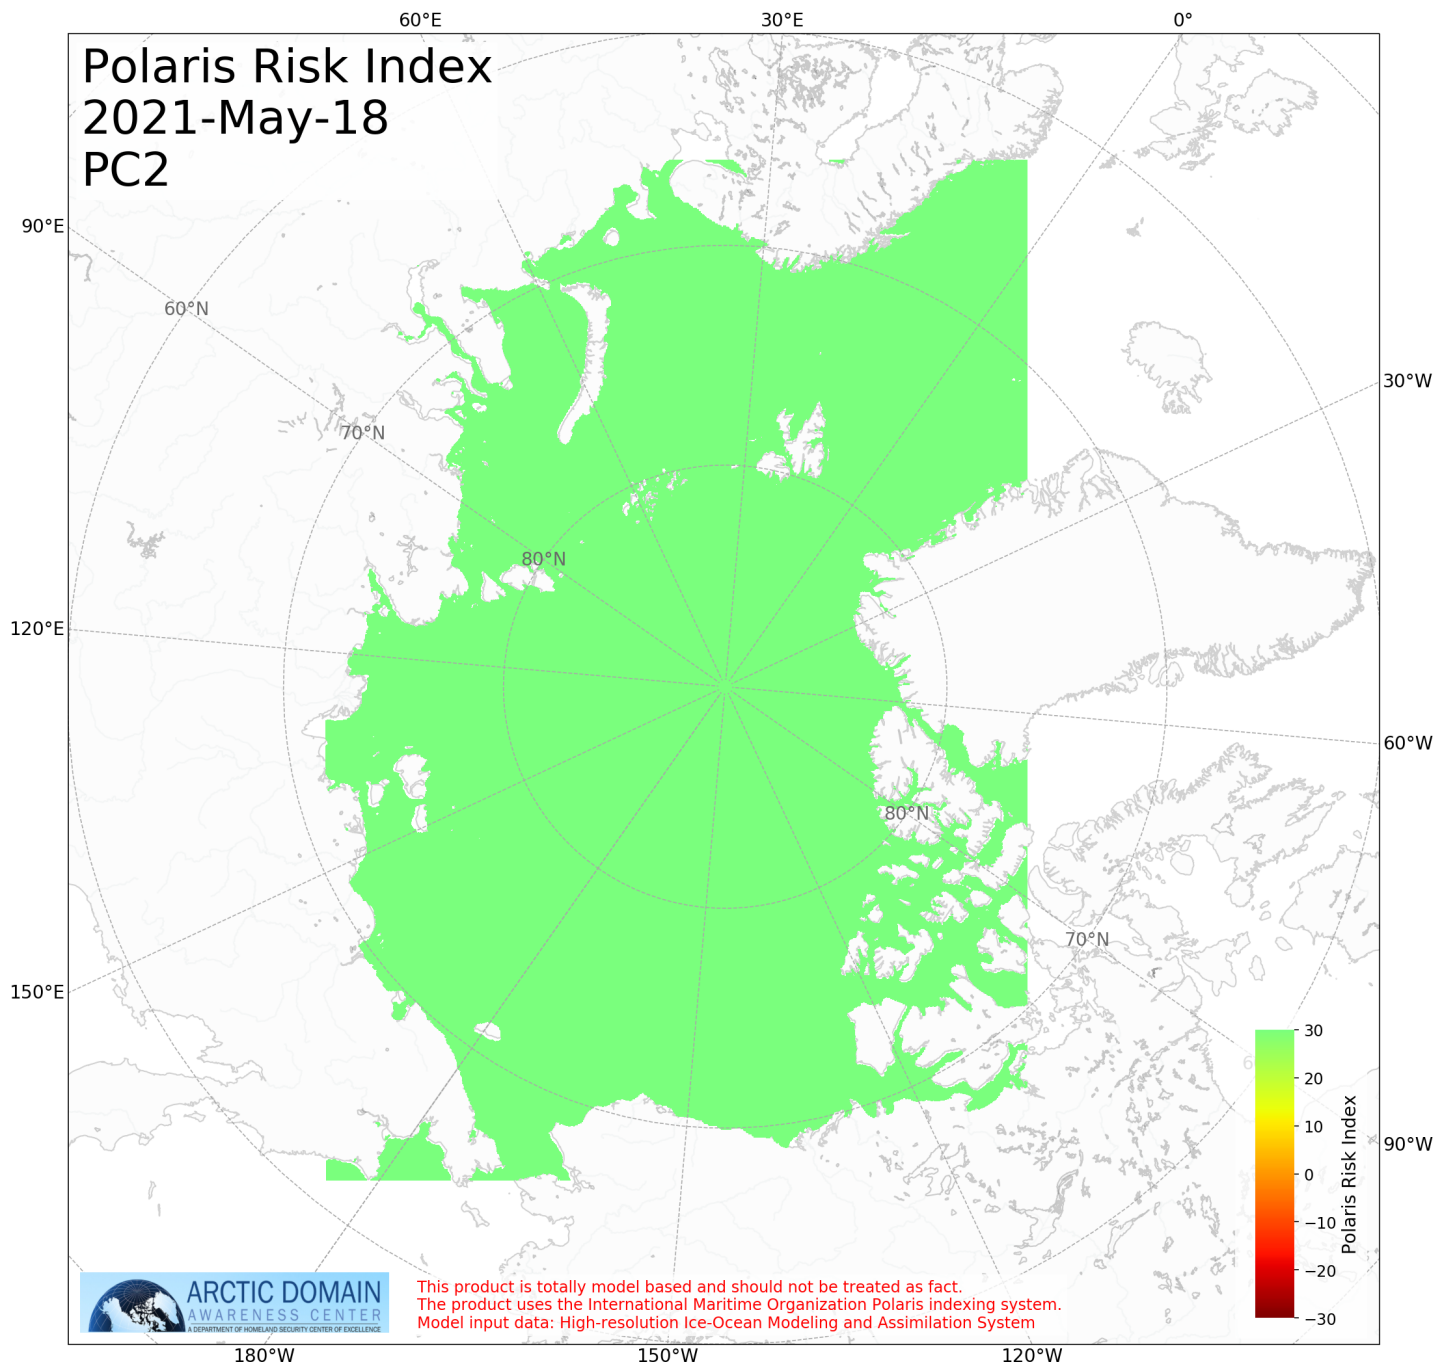 60°E 30°E 0°
Polaris Risk Index
2021-May-18
PC2
90°E
60°N
30°W
70°N
80°N
120°E
60°W
80°N
70°N
150°E
30
20
10
0
−10
−20
−30
Polaris Risk Index
90°W
ARCTIC DOMAIN
AWARENESS CENTER
A DEPARTMENT OF HOMELAND SECURITY CENTER OF EXCELLENCE
This product is totally model based and should not be treated as fact.
The product uses the International Maritime Organization Polaris indexing system.
Model input data: High-resolution Ice-Ocean Modeling and Assimilation System
180°W 150°W 120°W